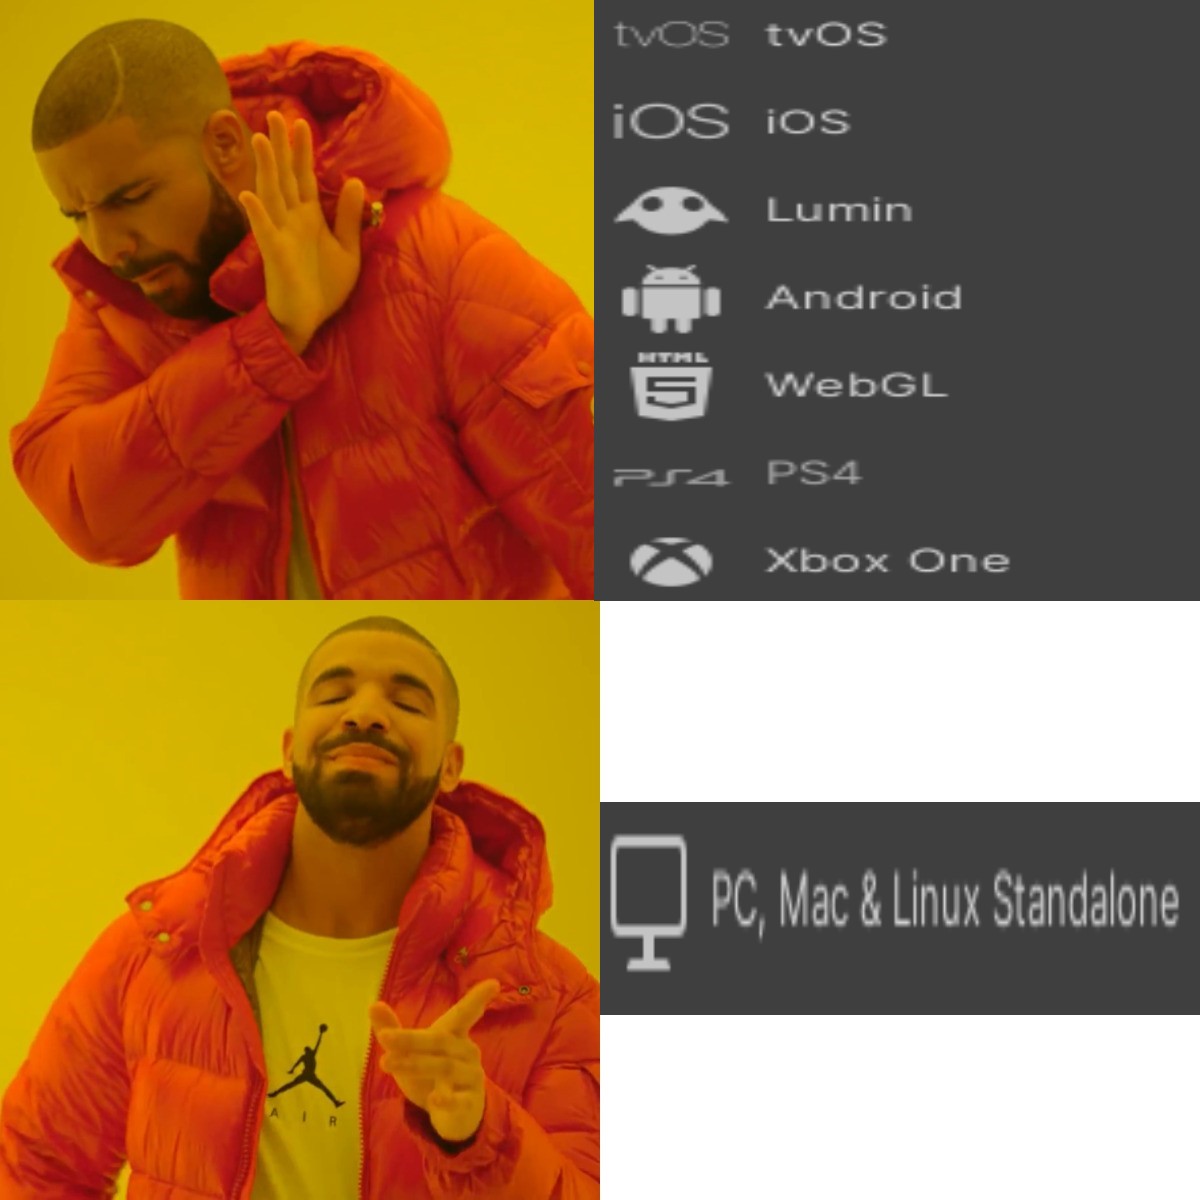 tvOS tvOS
iOS iOS
Lumin
Android
HTML
5 WebGL
PS4 PS4
Xbox One
PC, Mac & Linux Standalone
AIR